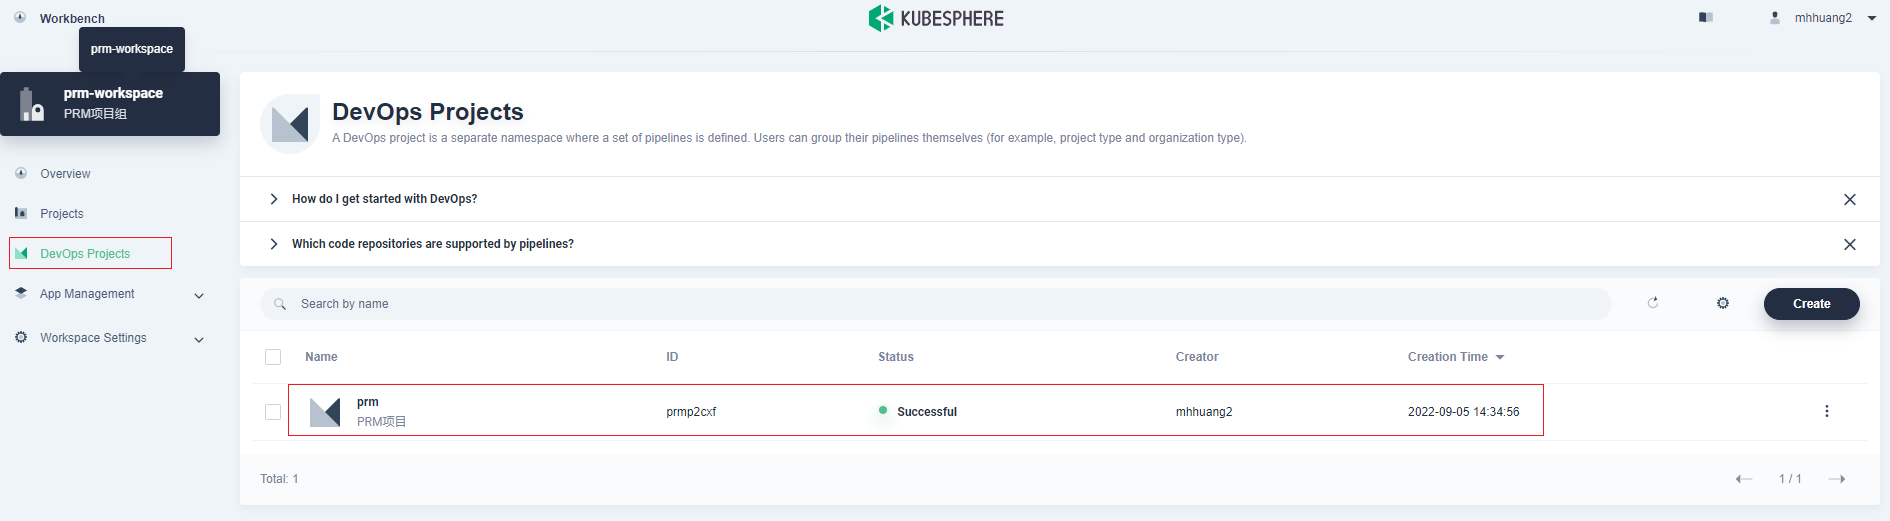 Workbench
KUBESPHERE
mhhuang2
prm-workspace
prm-workspace
PRM项目组
Overview
Projects
DevOps Projects
App Management
Workspace Settings
DevOps Projects
A DevOps project is a separate namespace where a set of pipelines is defined. Users can group their pipelines themselves (for example, project type and organization type).
How do I get started with DevOps?
Which code repositories are supported by pipelines?
Search by name
Create
Name ID Status Creator Creation Time
prm
PRM项目
prmp2cxf Successful mhhuang2 2022-09-05 14:34:56
Total: 1
1 / 1